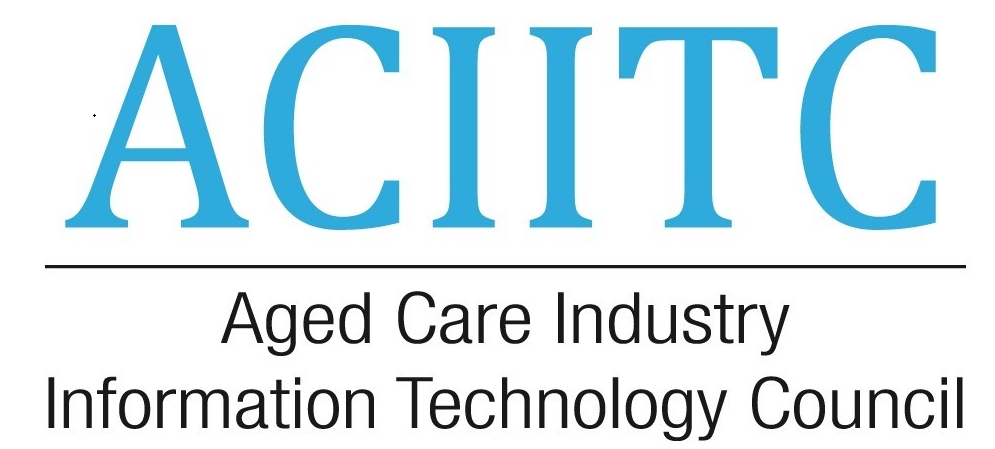 ACIITC
Aged Care Industry
Information Technology Council